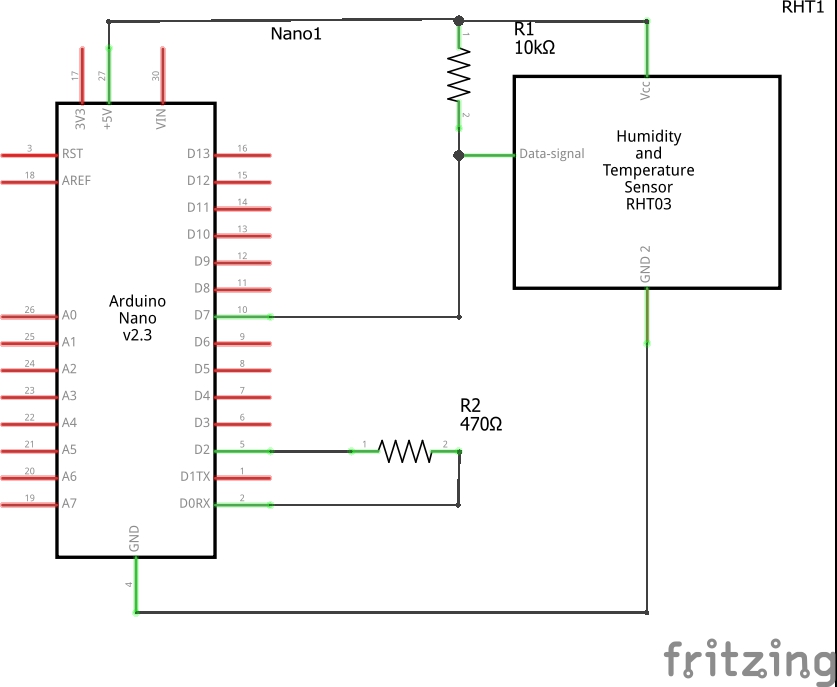 RHT1
Nano1
R1
10kΩ
1
2
17
27
30
3V3
+5V
VIN
Vcc
3
RST
18
AREF
D13
16
D12
15
D11
14
D10
13
D9
12
D8
11
D7
10
D6
9
D5
8
D4
7
D3
6
D2
5
D1TX
1
D0RX
2
Data-signal
Humidity
and
Temperature
Sensor
RHT03
GND 2
Arduino
Nano
v2.3
26
A0
25
A1
24
A2
23
A3
22
A4
21
A5
20
A6
19
A7
R2
470Ω
1
2
GND
4
fritzing